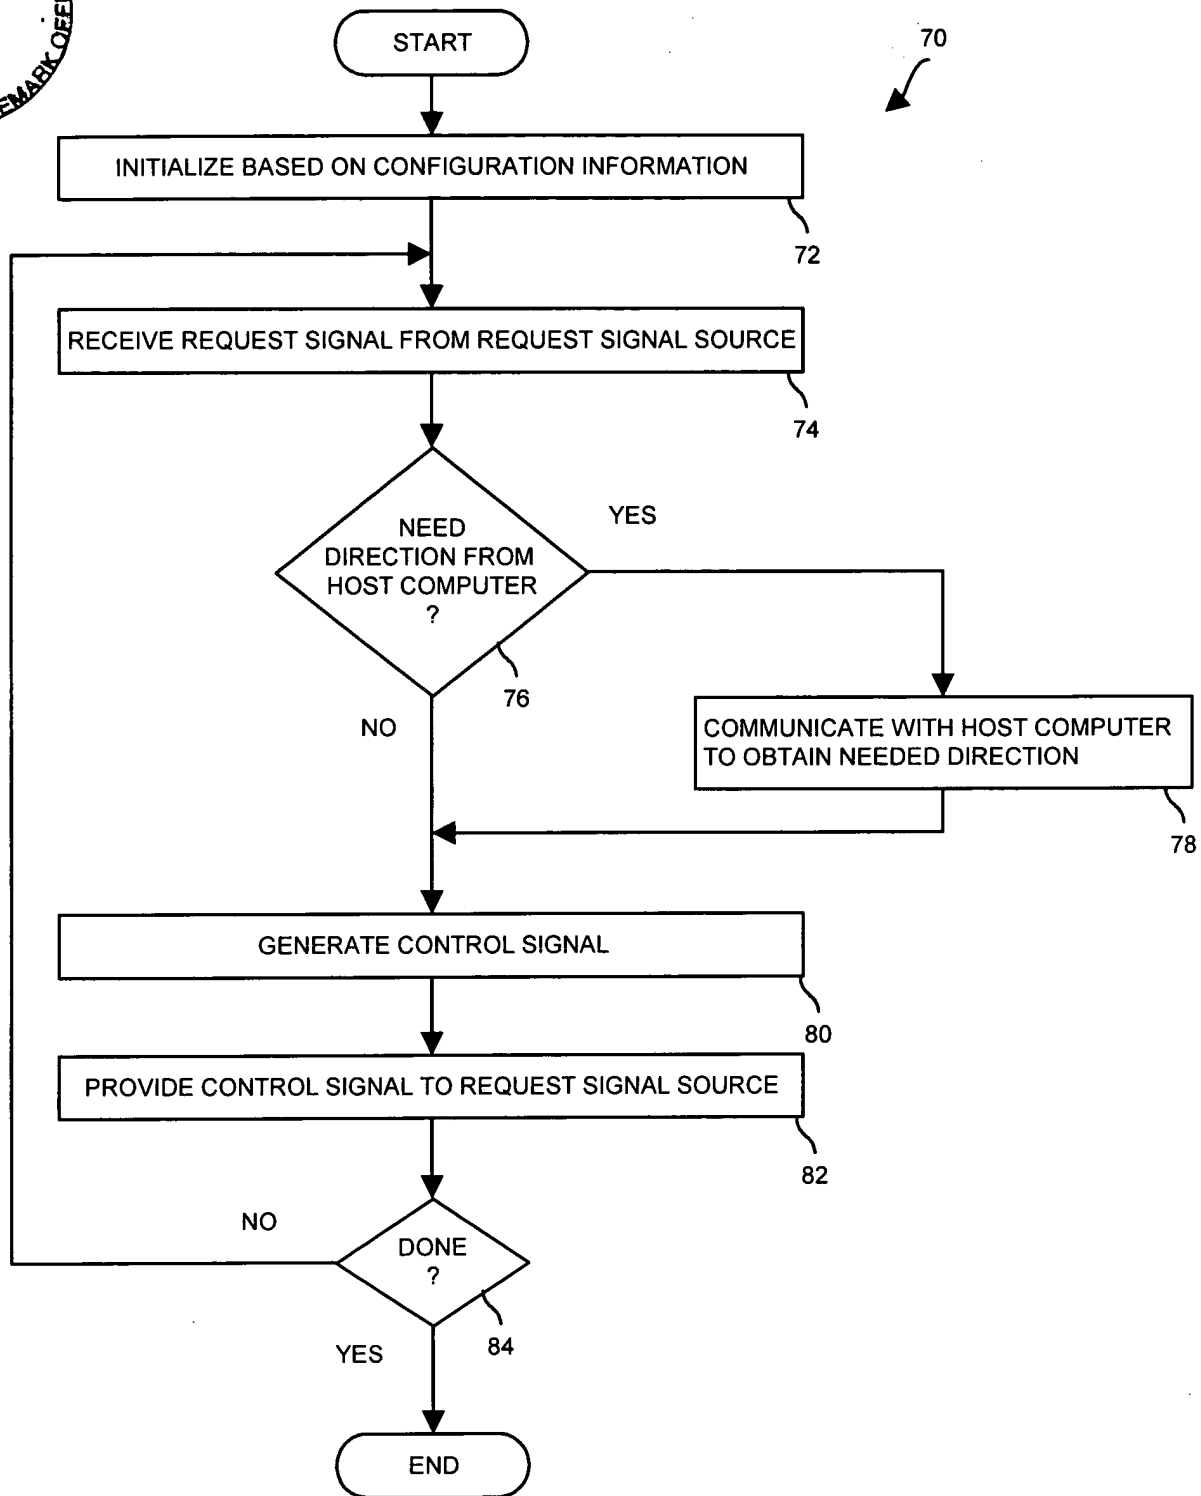 EMARK OFFI
START
70
INITIALIZE BASED ON CONFIGURATION INFORMATION
72
RECEIVE REQUEST SIGNAL FROM REQUEST SIGNAL SOURCE
74
NEED
DIRECTION FROM
HOST COMPUTER
?
YES
76
NO
COMMUNICATE WITH HOST COMPUTER
TO OBTAIN NEEDED DIRECTION
78
GENERATE CONTROL SIGNAL
80
PROVIDE CONTROL SIGNAL TO REQUEST SIGNAL SOURCE
82
NO
DONE
?
84
YES
END